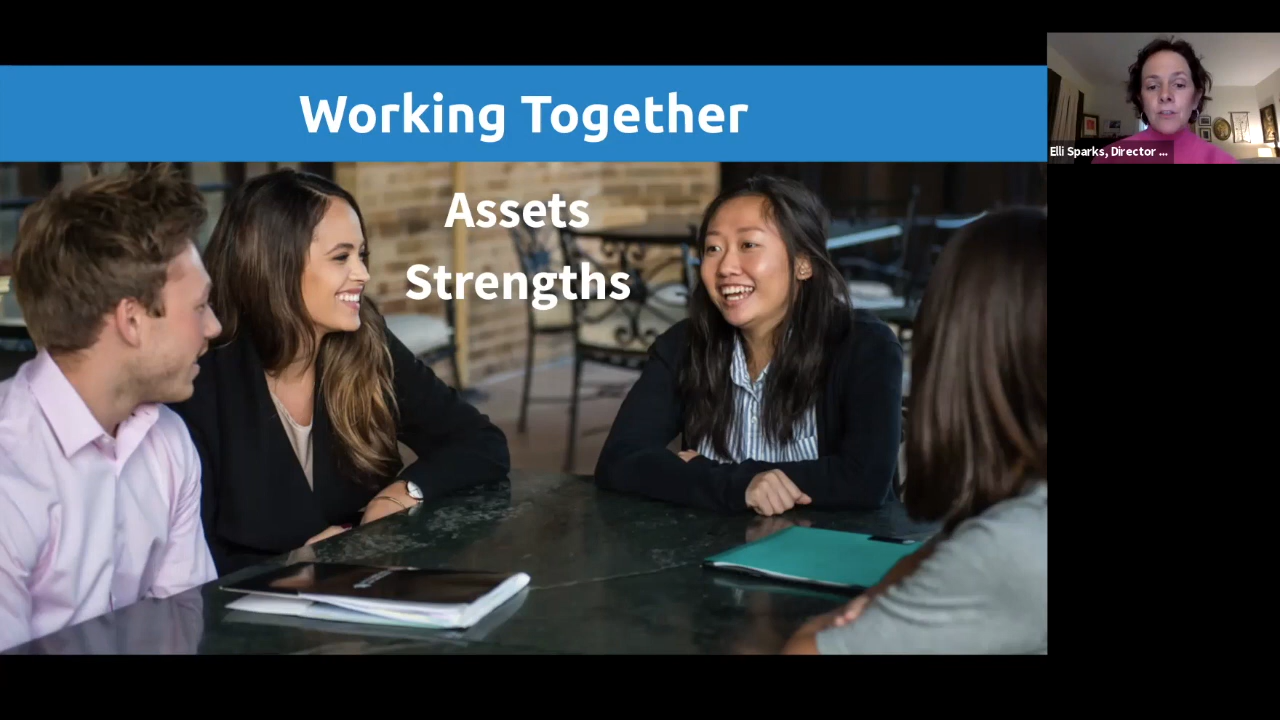 Working Together
Assets
Strengths
Elli Sparks, Director ...